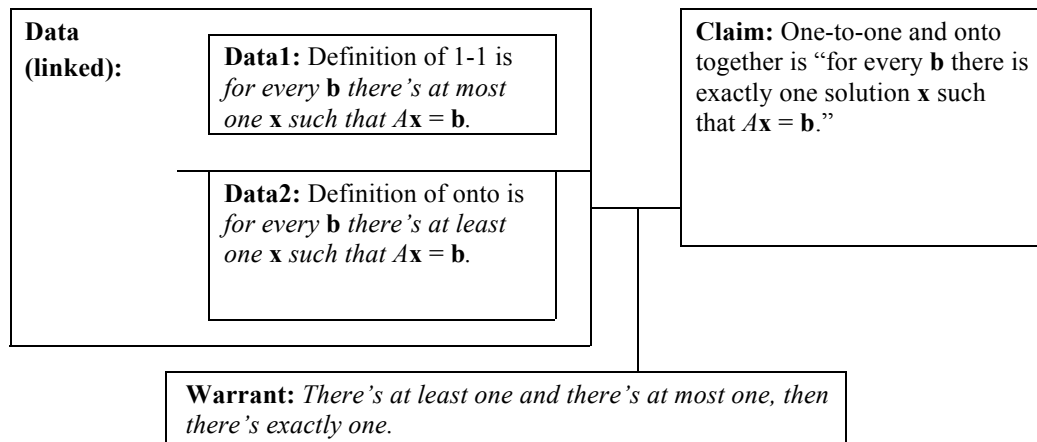 Data
(linked):
Data1: Definition of 1-1 is
for every b there's at most
one x such that Ax = b.
Data2: Definition of onto is
for every b there's at least
one x such that Ax = b.
Claim: One-to-one and onto
together is “for every b there is
exactly one solution x such
that Ax = b.”
Warrant: There's at least one and there's at most one, then
there's exactly one.